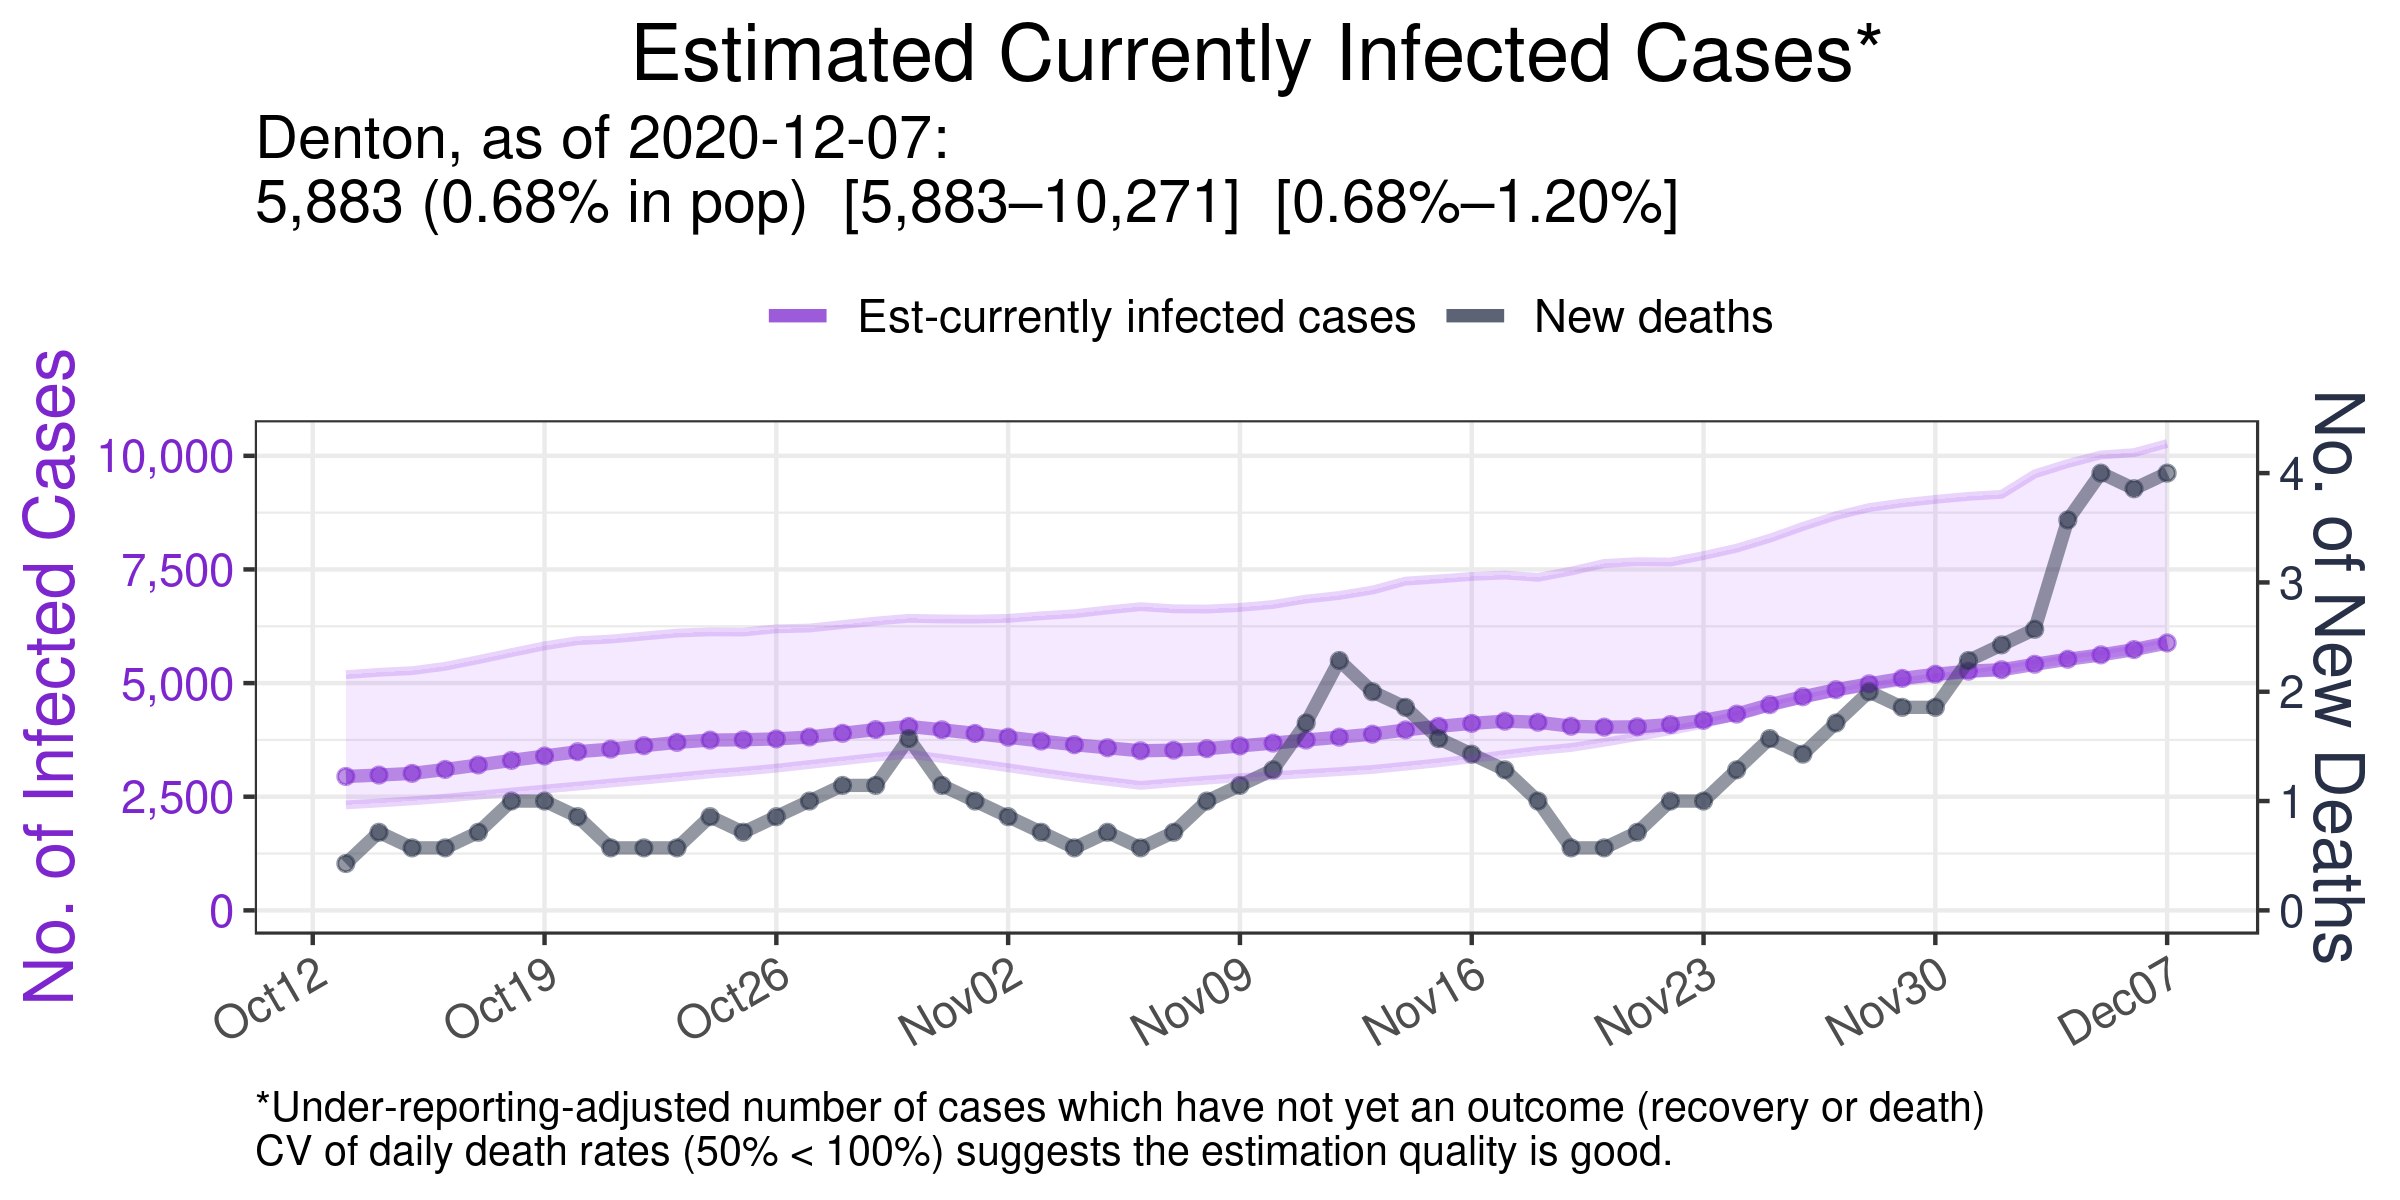 Estimated Currently Infected Cases*
Denton, as of 2020-12-07:
5,883 (0.68% in pop) [5,883–10,271] [0.68%–1.20%]
Est-currently infected cases
New deaths
No. of Infected Cases
10,000
7,500
5,000
2,500
0
No. of New Deaths
4
3
2
1
0
Oct12
Oct19
Oct26
Nov02
Nov09
Nov16
Nov23
Nov30
Dec07
*Under-reporting-adjusted number of cases which have not yet an outcome (recovery or death)
CV of daily death rates (50% < 100%) suggests the estimation quality is good.